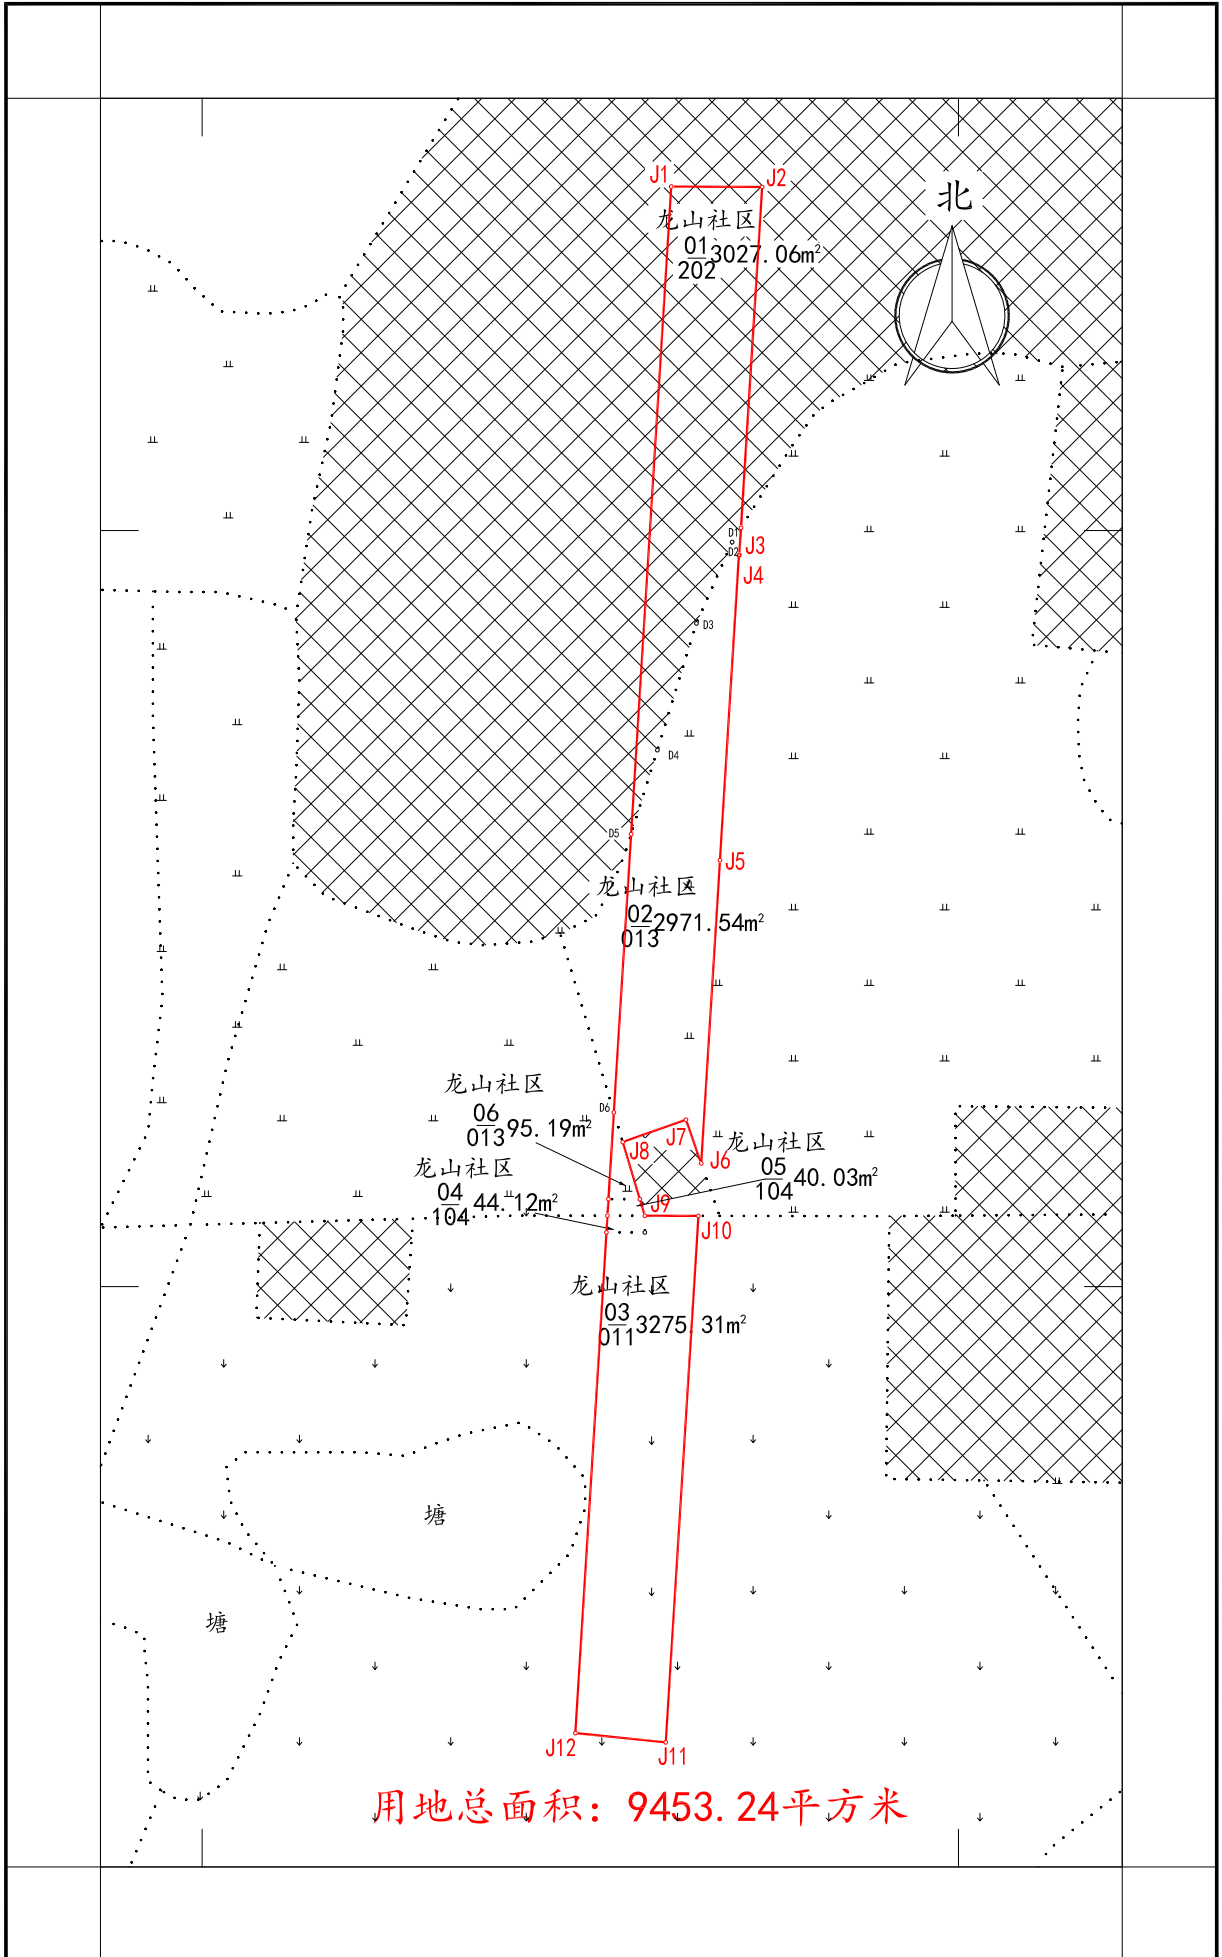 J1
J2
北
龙山社区
01
202
3027.06m²
D1
J3
D2
J4
D3
D4
D5
J5
龙山社区
02
013
2971.54m²
龙山社区
06
013
95.19m²
D6
J7
J8
J6
龙山社区
05
104
40.03m²
龙山社区
04
104
44.12m²
J9
J10
龙山社区
03
011
3275.31m²
塘
塘
J12
J11
用地总面积：9453.24平方米